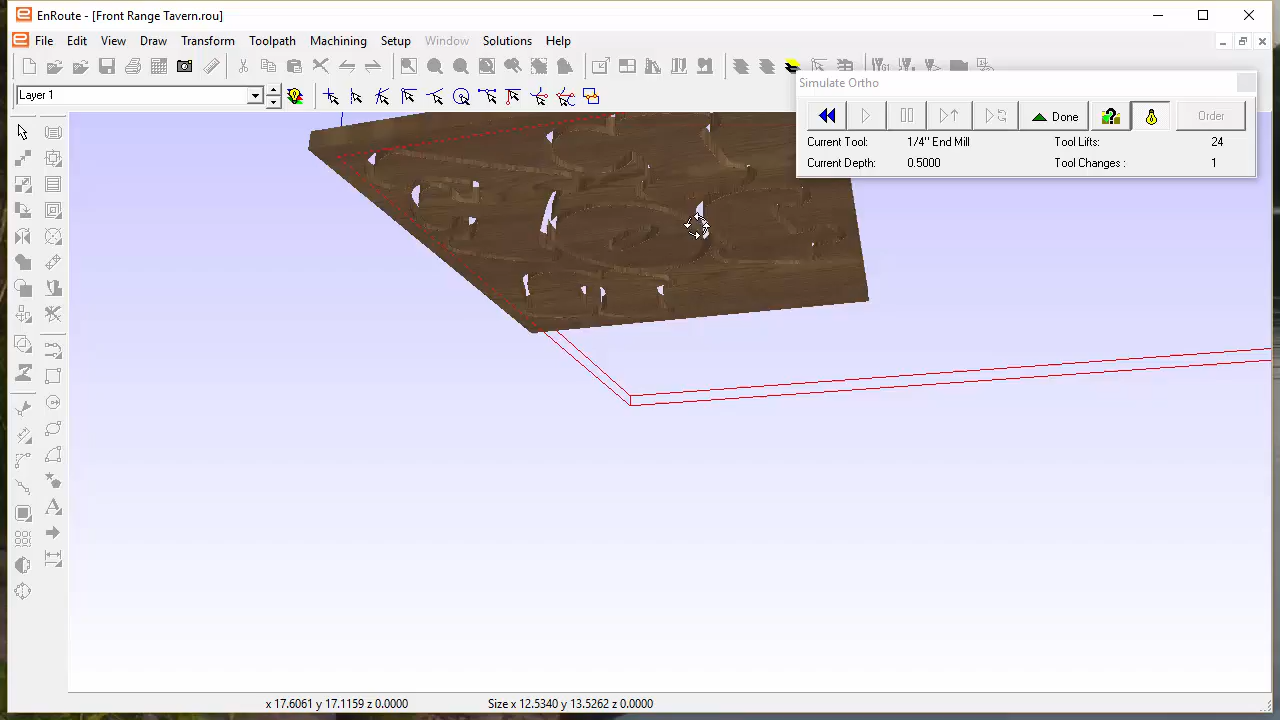 EnRoute - [Front Range Tavern.rou]
File Edit View Draw Transform Toolpath Machining Setup Window Solutions Help
Layer 1
Simulate Ortho
Done
Order
Current Tool: 1/4" End Mill Tool Lift: 24
Current Depth: 0.5000 Tool Changes : 1
x 17.6061 y 17.1159 z 0.0000 Size x 12.5340 y 13.5262 z 0.0000